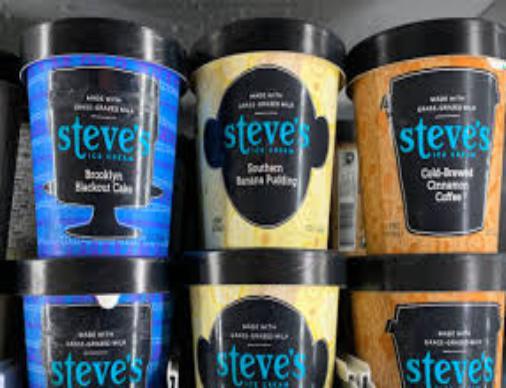 MADE WITH
GRASS-GRAZED MILK
steve's
ICE CREAM
Brooklyn
Blackout Cake
MADE WITH
GRASS-GRAZED MILK
steve's
ICE CREAM
Southern
Banana Pudding
MADE WITH
GRASS-GRAZED MILK
steve's
ICE CREAM
Cold-Brewed
Cinnamon
Coffee
MADE WITH
GRASS-GRAZED MILK
steve's
MADE WITH
GRASS-GRAZED MILK
steve's
ICE CREAM
MADE WITH
GRASS-GRAZED MILK
steve's